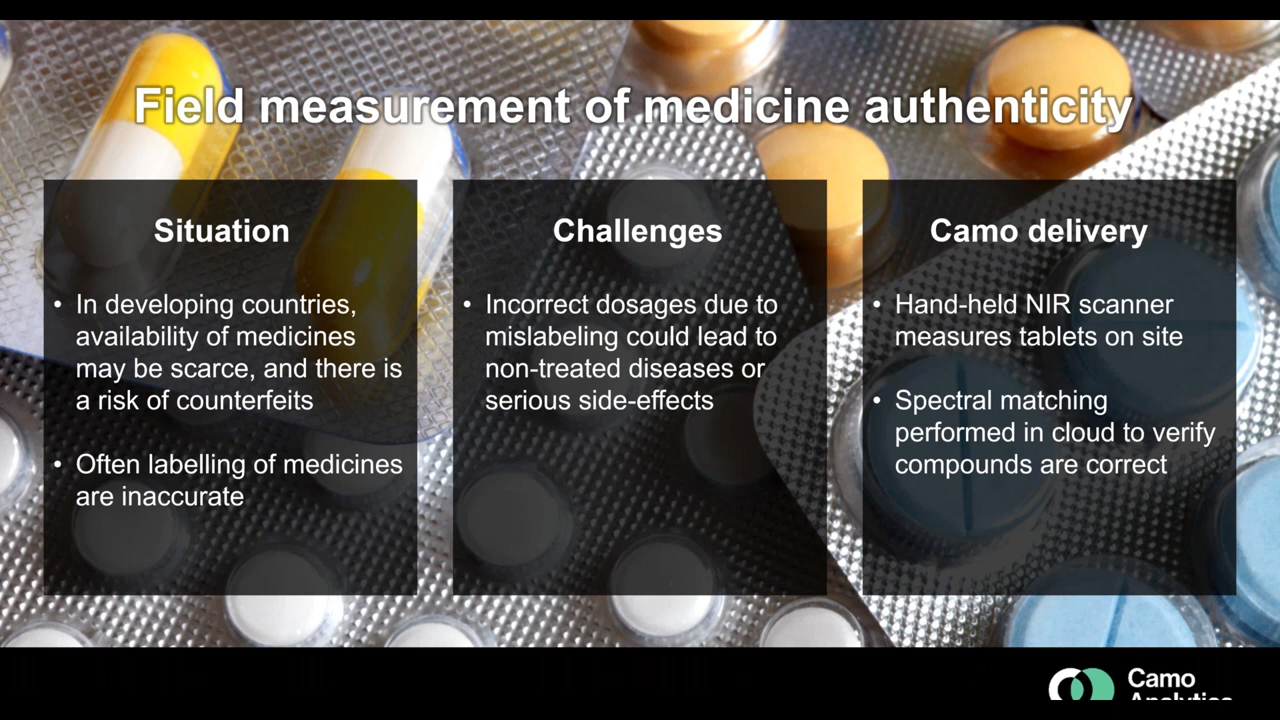 Field measurement of medicine authenticity
Situation
• In developing countries,
availability of medicines
may be scarce, and there is
a risk of counterfeits
• Often labelling of medicines
are inaccurate
Challenges
• Incorrect dosages due to
mislabeling could lead to
non-treated diseases or
serious side-effects
Camo delivery
• Hand-held NIR scanner
measures tablets on site
• Spectral matching
performed in cloud to verify
compounds are correct
Camo
Analytics